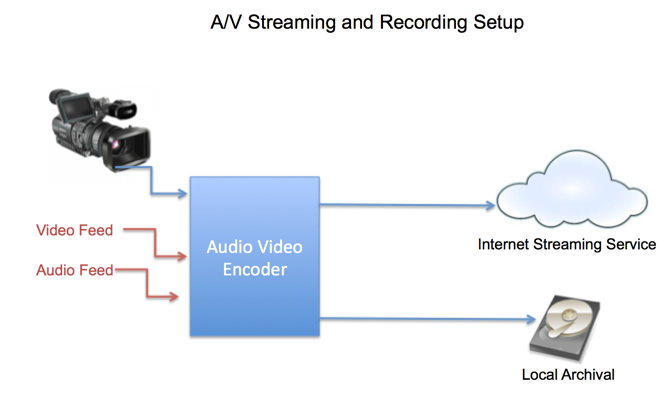 A/V Streaming and Recording Setup
Video Feed
Audio Feed
Audio Video
Encoder
Internet Streaming Service
Local Archival